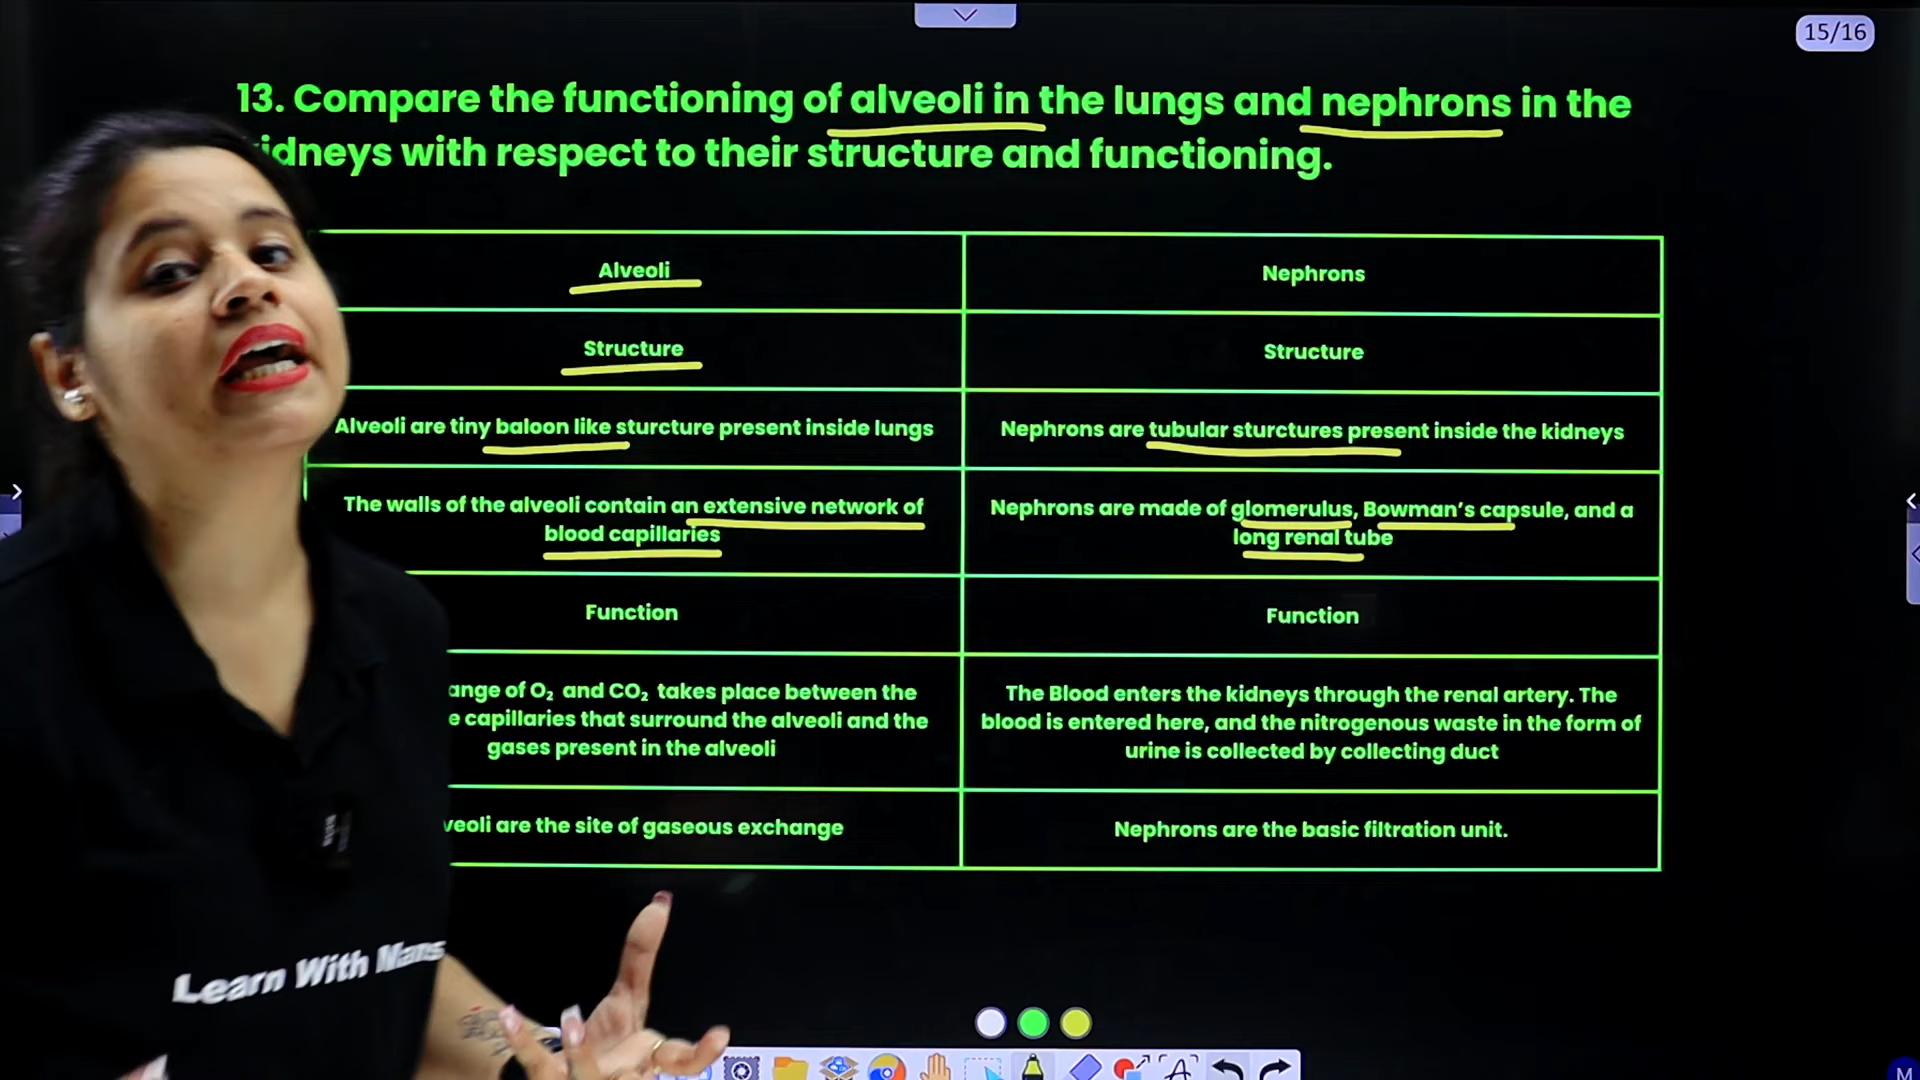 15/16
13. Compare the functioning of alveoli in the lungs and nephrons in the
kidneys with respect to their structure and functioning.
Alveoli
Nephrons
Structure
Structure
Alveoli are tiny baloon like sturcture present inside lungs
Nephrons are tubular sturctures present inside the kidneys
The walls of the alveoli contain an extensive network of
blood capillaries
Nephrons are made of glomerulus, Bowman's capsule, and a
long renal tube
Function
Function
ange of O₂ and CO₂ takes place between the
e capillaries that surround the alveoli and the
gases present in the alveoli
The Blood enters the kidneys through the renal artery. The
blood is entered here, and the nitrogenous waste in the form of
urine is collected by collecting duct
veoli are the site of gaseous exchange
Nephrons are the basic filtration unit.
Learn With Mans
M